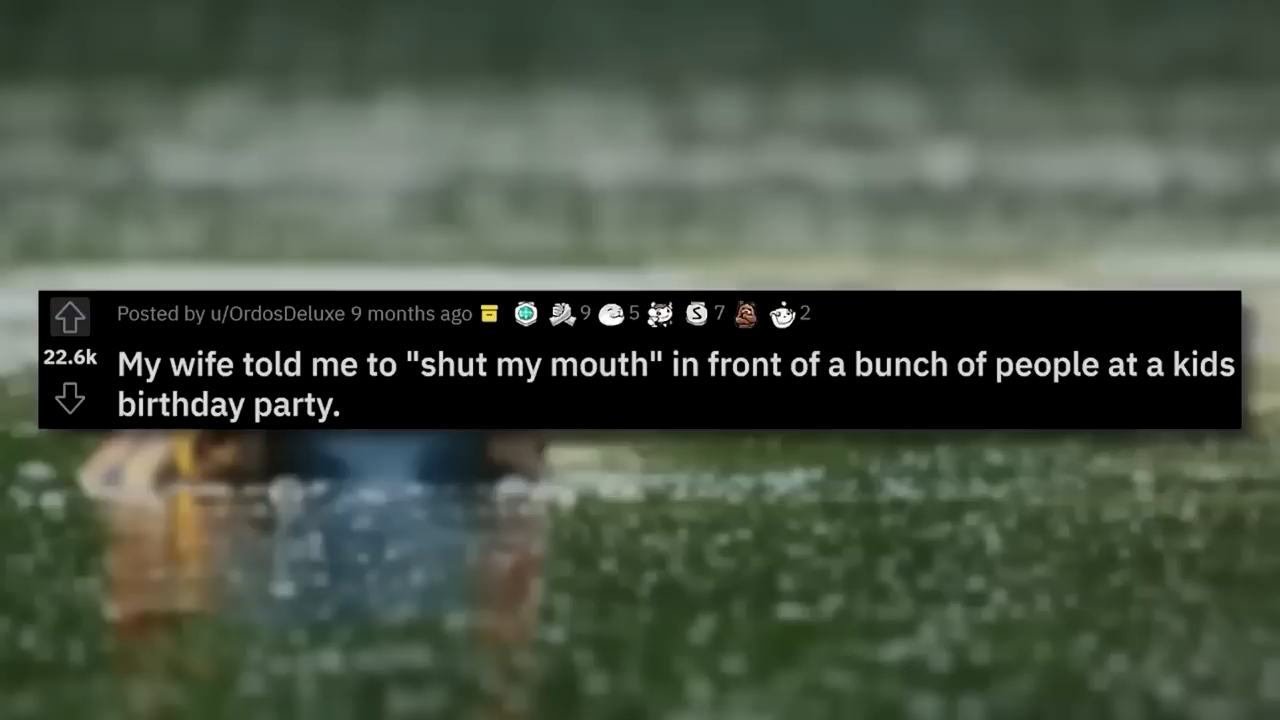 Posted by u/OrdosDeluxe 9 months ago 9 5 S 7 2
22.6k
My wife told me to "shut my mouth" in front of a bunch of people at a kids
birthday party.